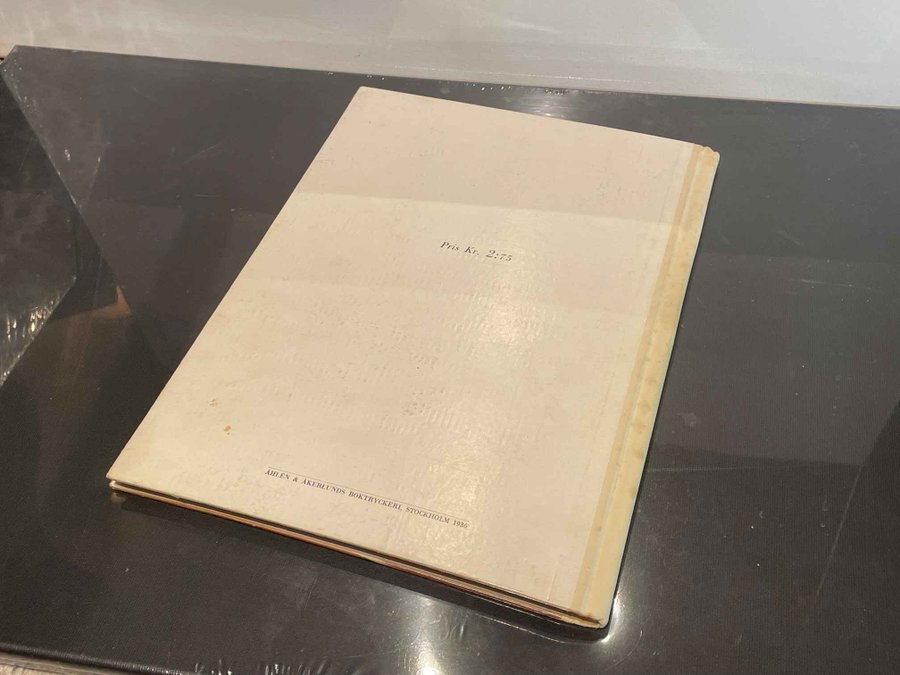 Pris Kr. 2:75
ÅHLÉN & ÅKERLUNDS BOKTRYCKERI, STOCKHOLM 1936